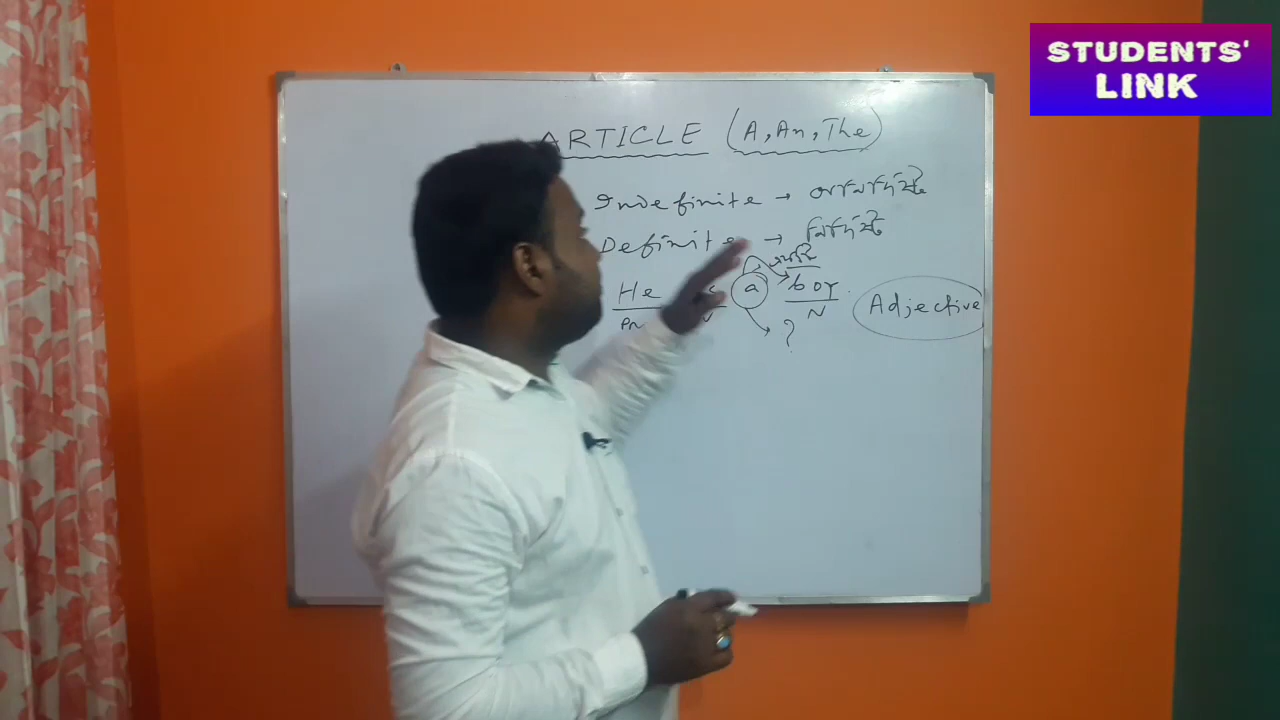 STUDENTS'
LINK
ARTICLE (A, An, The)
Indefinite → অনির্দিষ্ট
Definite → নির্দিষ্ট
He a boy
N
?
Adjective